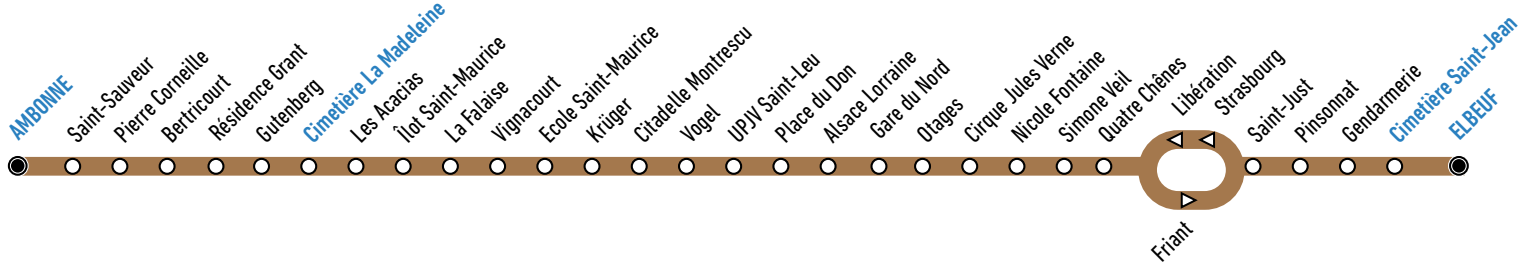 AMBONNE
Saint-Sauveur
Pierre Corneille
Bertricourt
Résidence Grant
Gutenberg
Cimetière La Madeleine
Les Acacias
Îlot Saint-Maurice
La Falaise
Vignacourt
Ecole Saint-Maurice
Krüger
Citadelle Montrescu
Vogel
UPJV Saint-Leu
Place du Don
Alsace Lorraine
Gare du Nord
Otages
Cirque Jules Verne
Nicole Fontaine
Simone Veil
Quatre Chênes
Libération
Strasbourg
Friant
Saint-Just
Pinsonnat
Gendarmerie
Cimetière Saint-Jean
ELBEUF